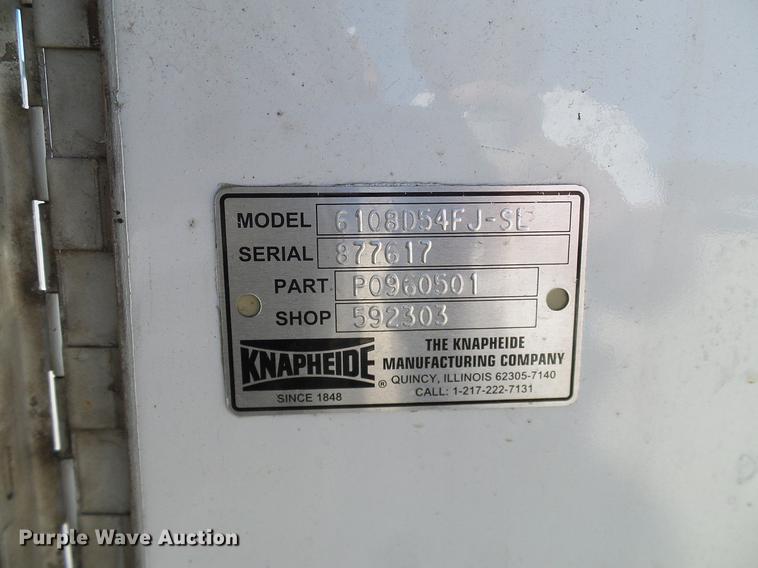 MODEL 6108D54FJ-SE
SERIAL 877617
PART P0960501
SHOP 592303
KNAPHEIDE ®
SINCE 1848
THE KNAPHEIDE
MANUFACTURING COMPANY
QUINCY, ILLINOIS 62305-7140
CALL: 1-217-222-7131
Purple Wave Auction